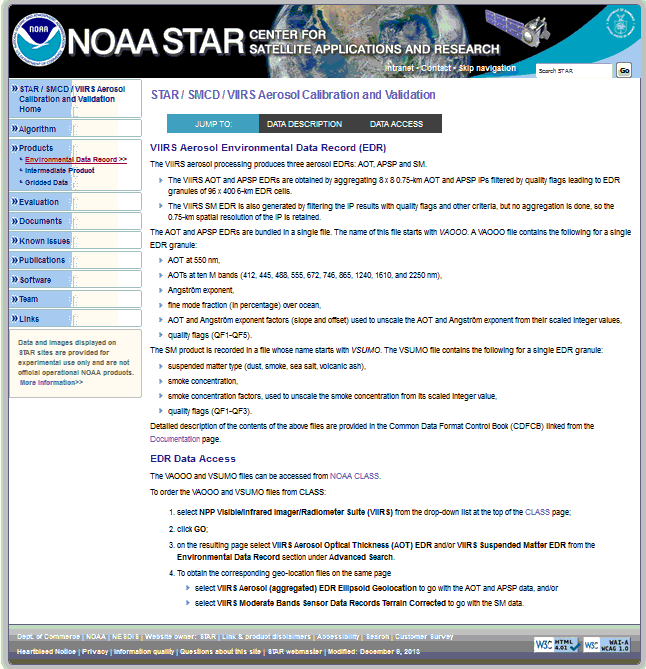 NOAA
NOAA STAR CENTER FOR
SATELLITE APPLICATIONS AND RESEARCH
Intranet • Contact • Skip navigation
Search STAR
Go
» STAR / SMCD / VIIRS Aerosol
Calibration and Validation
Home
» Algorithm
» Products
Environmental Data Record >>
Intermediate Product
Gridded Data
» Evaluation
» Documents
» Known Issues
» Publications
» Software
» Team
» Links
Data and images displayed on
STAR sites are provided for
experimental use only and are not
official operational NOAA products.
More information>>
STAR / SMCD / VIIRS Aerosol Calibration and Validation
JUMP TO: DATA DESCRIPTION DATA ACCESS
VIIRS Aerosol Environmental Data Record (EDR)
The VIIRS aerosol processing produces three aerosol EDRs: AOT, APSP and SM.
The VIIRS AOT and APSP EDRs are obtained by aggregating 8 x 8 0.75-km AOT and APSP IPs filtered by quality flags leading to EDR
granules of 96 x 400 6-km EDR cells.
The VIIRS SM EDR is also generated by filtering the IP results with quality flags and other criteria, but no aggregation is done, so the
0.75-km spatial resolution of the IP is retained.
The AOT and APSP EDRs are bundled in a single file. The name of this file starts with VAOOO. A VAOOO file contains the following for a single
EDR granule:
AOT at 550 nm,
AOTs at ten M bands (412, 445, 488, 555, 672, 746, 865, 1240, 1610, and 2250 nm),
Angström exponent,
fine mode fraction (in percentage) over ocean,
AOT and Angström exponent factors (slope and offset) used to unscale the AOT and Angström exponent from their scaled integer values,
quality flags (QF1-QF5).
The SM product is recorded in a file whose name starts with VSUMO. The VSUMO file contains the following for a single EDR granule:
suspended matter type (dust, smoke, sea salt, volcanic ash),
smoke concentration,
smoke concentration factors, used to unscale the smoke concentration from its scaled integer value,
quality flags (QF1-QF3).
Detailed description of the contents of the above files are provided in the Common Data Format Control Book (CDFCB) linked from the
Documentation page.
EDR Data Access
The VAOOO and VSUMO files can be accessed from NOAA CLASS.
To order the VAOOO and VSUMO files from CLASS:
1. select NPP Visible/Infrared Imager/Radiometer Suite (VIIRS) from the drop-down list at the top of the CLASS page;
2. click GO;
3. on the resulting page select VIIRS Aerosol Optical Thickness (AOT) EDR and/or VIIRS Suspended Matter EDR from the
Environmental Data Record section under Advanced Search.
4. To obtain the corresponding geo-location files on the same page
select VIIRS Aerosol (aggregated) EDR Ellipsoid Geolocation to go with the AOT and APSP data, and/or
select VIIRS Moderate Bands Sensor Data Records Terrain Corrected to go with the SM data.
Dept. of Commerce | NOAA | NESDIS | Website owner: STAR | Link & product disclaimers | Accessibility | Search | Customer Survey
Heartbleed Notice | Privacy | Information quality | Questions about this site | STAR webmaster | Modified: December 9, 2013
W3C HTML 4.01
W3C WAI-A WCAG 1.0